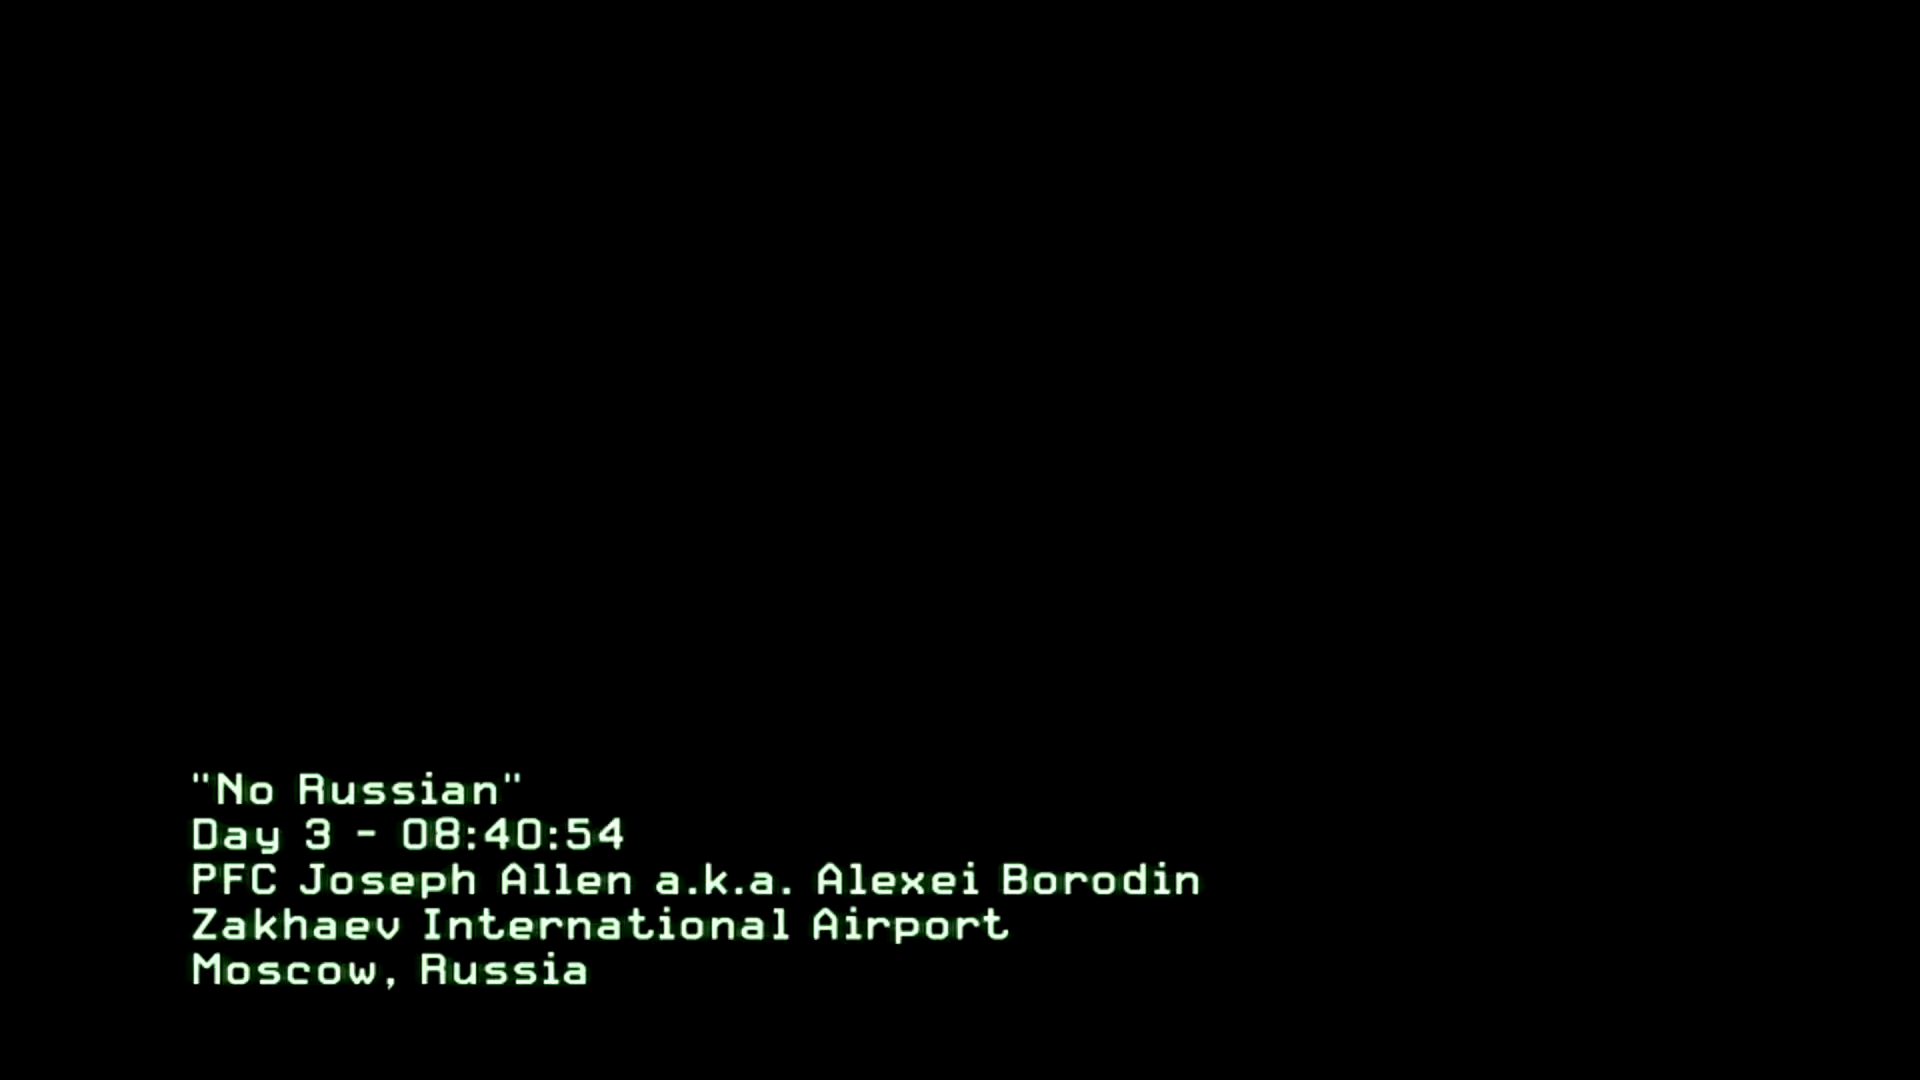 "No Russian"
Day 3 - 08:40:54
PFC Joseph Allen a.k.a. Alexei Borodin
Zakhaev International Airport
Moscow, Russia